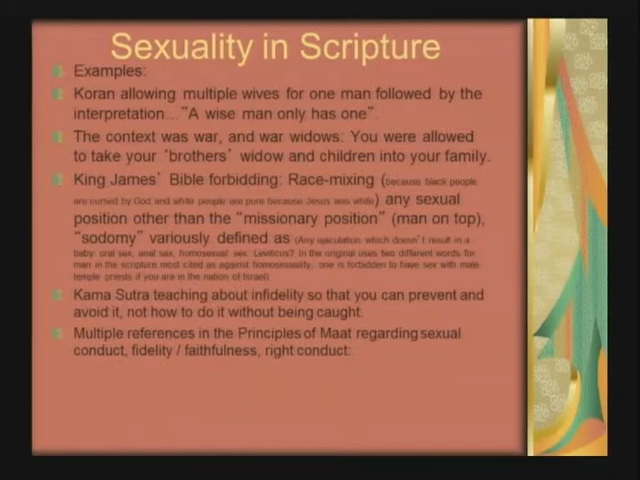 Sexuality in Scripture
Examples:
Koran allowing multiple wives for one man followed by the
interpretation…"A wise man only has one".
The context was war, and war widows: You were allowed
to take your 'brothers' widow and children into your family.
King James' Bible forbidding: Race-mixing (because black people
are cursed by God and white people are pure because Jesus was white) any sexual
position other than the "missionary position" (man on top),
"sodomy" variously defined as (Any ejaculation which doesn't result in a
baby: oral sex, anal sex, homosexual sex. Leviticus? In the original uses two different words for
man in the scripture most cited as against homosexuality; one is forbidden to have sex with male
temple priests if you are in the nation of Israel)
Kama Sutra teaching about infidelity so that you can prevent and
avoid it, not how to do it without being caught.
Multiple references in the Principles of Maat regarding sexual
conduct, fidelity / faithfulness, right conduct: